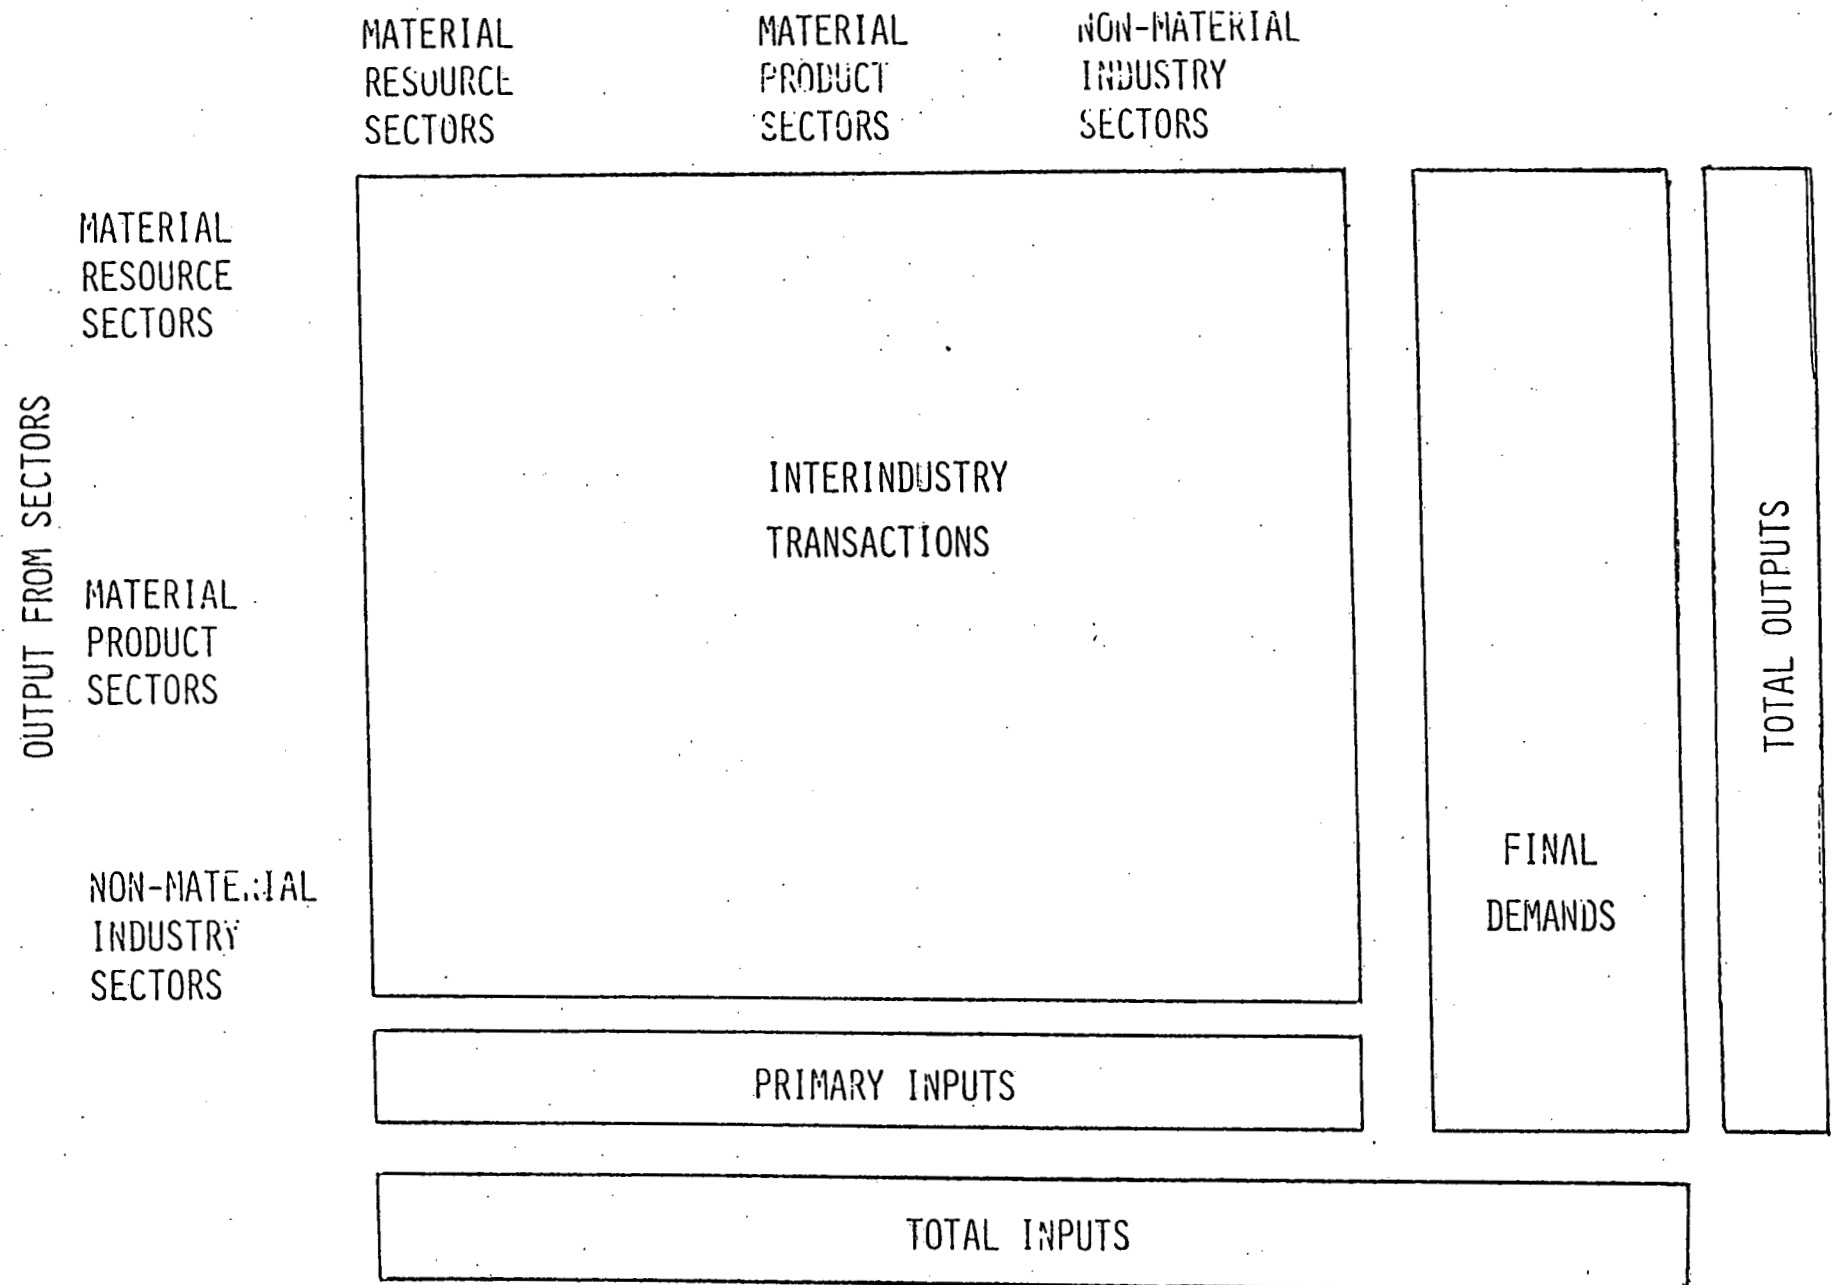 MATERIAL
RESOURCE
SECTORS
MATERIAL
PRODUCT
SECTORS
NON-MATERIAL
INDUSTRY
SECTORS
OUTPUT FROM SECTORS
MATERIAL
RESOURCE
SECTORS
MATERIAL
PRODUCT
SECTORS
NON-MATERIAL
INDUSTRY
SECTORS
INTERINDUSTRY
TRANSACTIONS
FINAL
DEMANDS
TOTAL OUTPUTS
PRIMARY INPUTS
TOTAL INPUTS